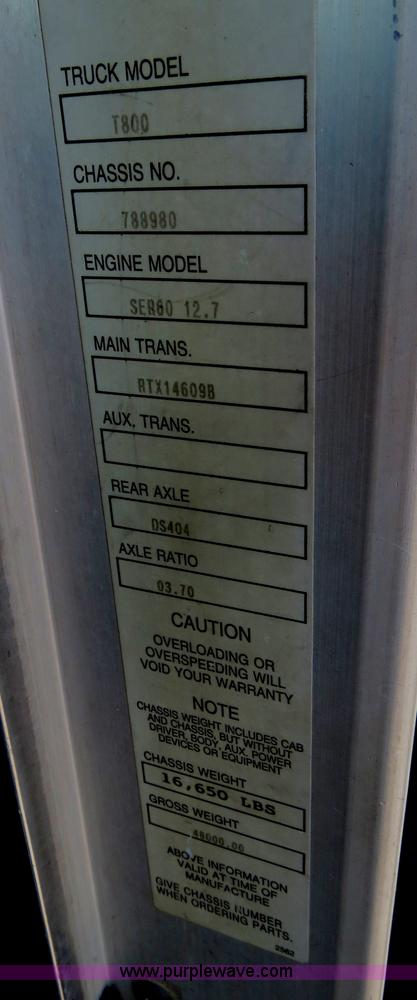 TRUCK MODEL
T800
CHASSIS NO.
788980
ENGINE MODEL
SER60 12.7
MAIN TRANS.
RTX14609B
AUX. TRANS.
REAR AXLE
DS404
AXLE RATIO
03.70
CAUTION
OVERLOADING OR
OVERSPEEDING WILL
VOID YOUR WARRANTY
NOTE
CHASSIS WEIGHT INCLUDES CAB
AND CHASSIS, BUT WITHOUT
DRIVER, BODY, AUX. POWER
DEVICES OR EQUIPMENT
CHASSIS WEIGHT
16,650 LBS
GROSS WEIGHT
48000.00
ABOVE INFORMATION
VALID AT TIME OF
MANUFACTURE
GIVE CHASSIS NUMBER
WHEN ORDERING PARTS.
2562
www.purplewave.com